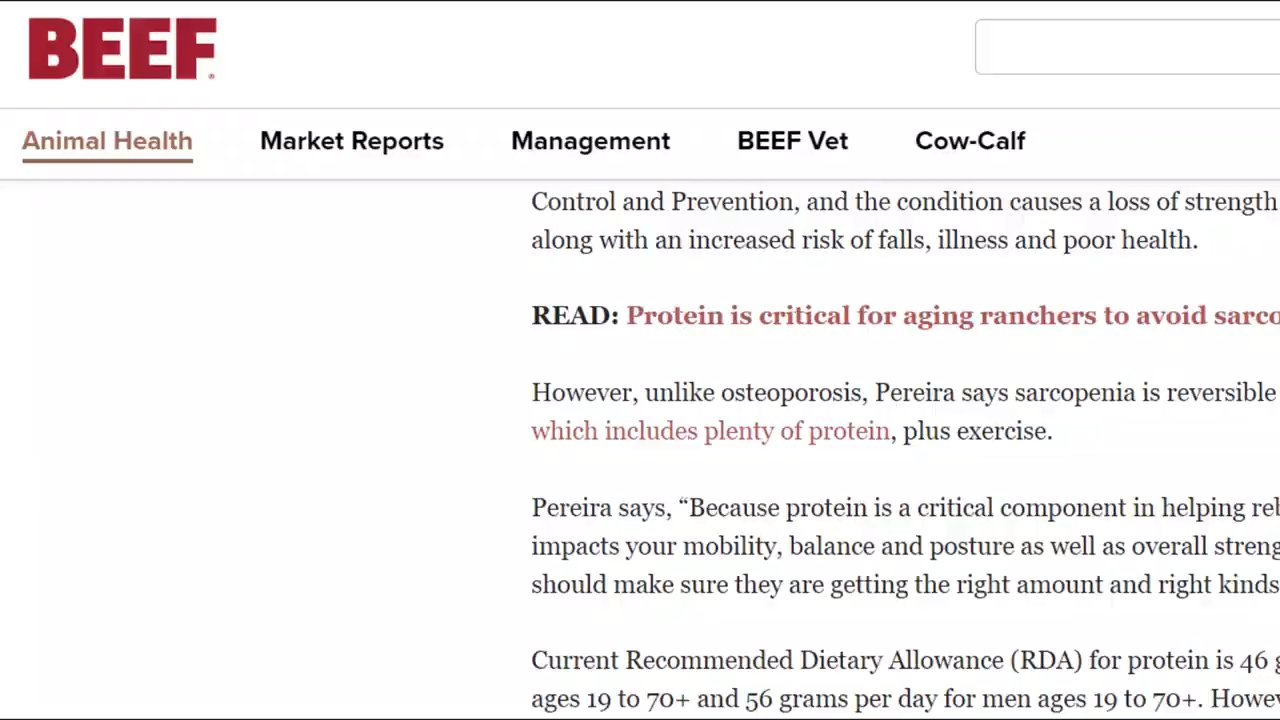 BEEF
Animal Health Market Reports Management BEEF Vet Cow-Calf
Control and Prevention, and the condition causes a loss of strength
along with an increased risk of falls, illness and poor health.
READ: Protein is critical for aging ranchers to avoid sarco
However, unlike osteoporosis, Pereira says sarcopenia is reversible
which includes plenty of protein, plus exercise.
Pereira says, “Because protein is a critical component in helping reb
impacts your mobility, balance and posture as well as overall streng
should make sure they are getting the right amount and right kinds
Current Recommended Dietary Allowance (RDA) for protein is 46 g
ages 19 to 70+ and 56 grams per day for men ages 19 to 70+. Howev